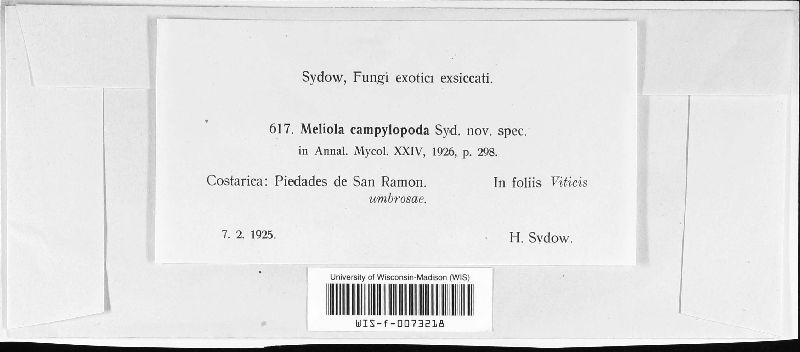 Sydow, Fungi exotici exsiccati.
617. Meliola campylopoda Syd. nov. spec.
in Annal. Mycol. XXIV, 1926, p. 298.
Costarica: Piedades de San Ramon. In foliis Viticis
umbrosae.
7. 2. 1925. H. Sydow.
University of Wisconsin-Madison (WIS)
WIS-f-0073218